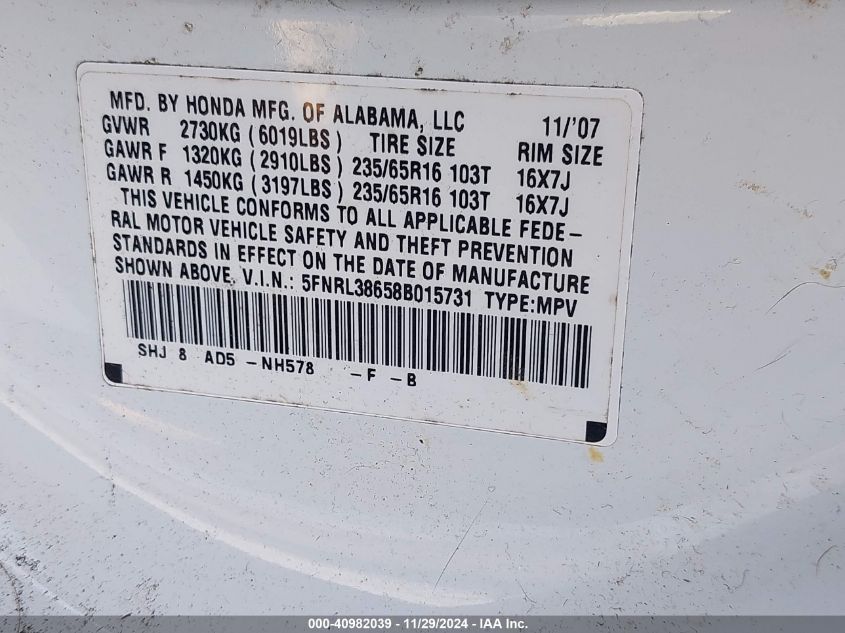 MFD. BY HONDA MFG. OF ALABAMA, LLC 11/'07
GVWR 2730KG (6019LBS) TIRE SIZE RIM SIZE
GAWR F 1320KG (2910LBS) 235/65R16 103T 16X7J
GAWR R 1450KG (3197LBS) 235/65R16 103T 16X7J
THIS VEHICLE CONFORMS TO ALL APPLICABLE FEDE-
RAL MOTOR VEHICLE SAFETY AND THEFT PREVENTION
STANDARDS IN EFFECT ON THE DATE OF MANUFACTURE
SHOWN ABOVE. V.I.N.: 5FNRL38658B015731 TYPE:MPV
SHJ 8 AD5 -NH578 -F -B
000-40982039 - 11/29/2024 - IAA Inc.